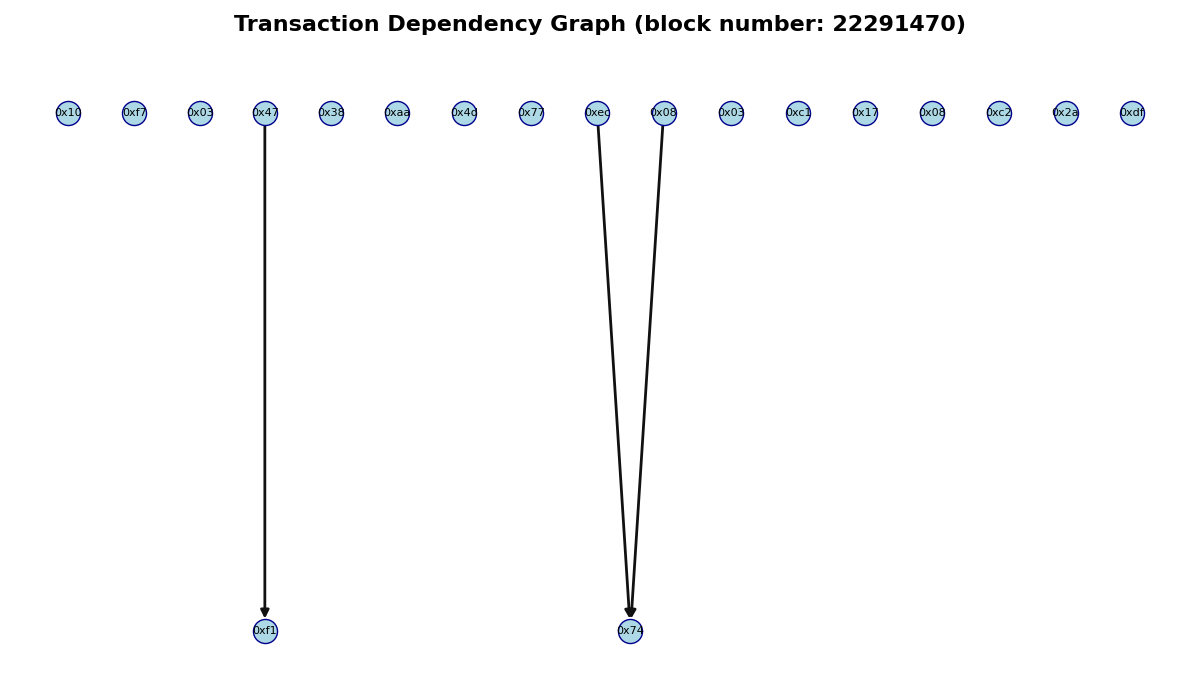 Transaction Dependency Graph (block number: 22291470)
0x10 0xf7 0x03 0x47 0x38 0xaa 0x4d 0x77 0xec 0x08 0x03 0xc1 0x17 0x08 0xc2 0x2a 0xdf
0xf1 0x74